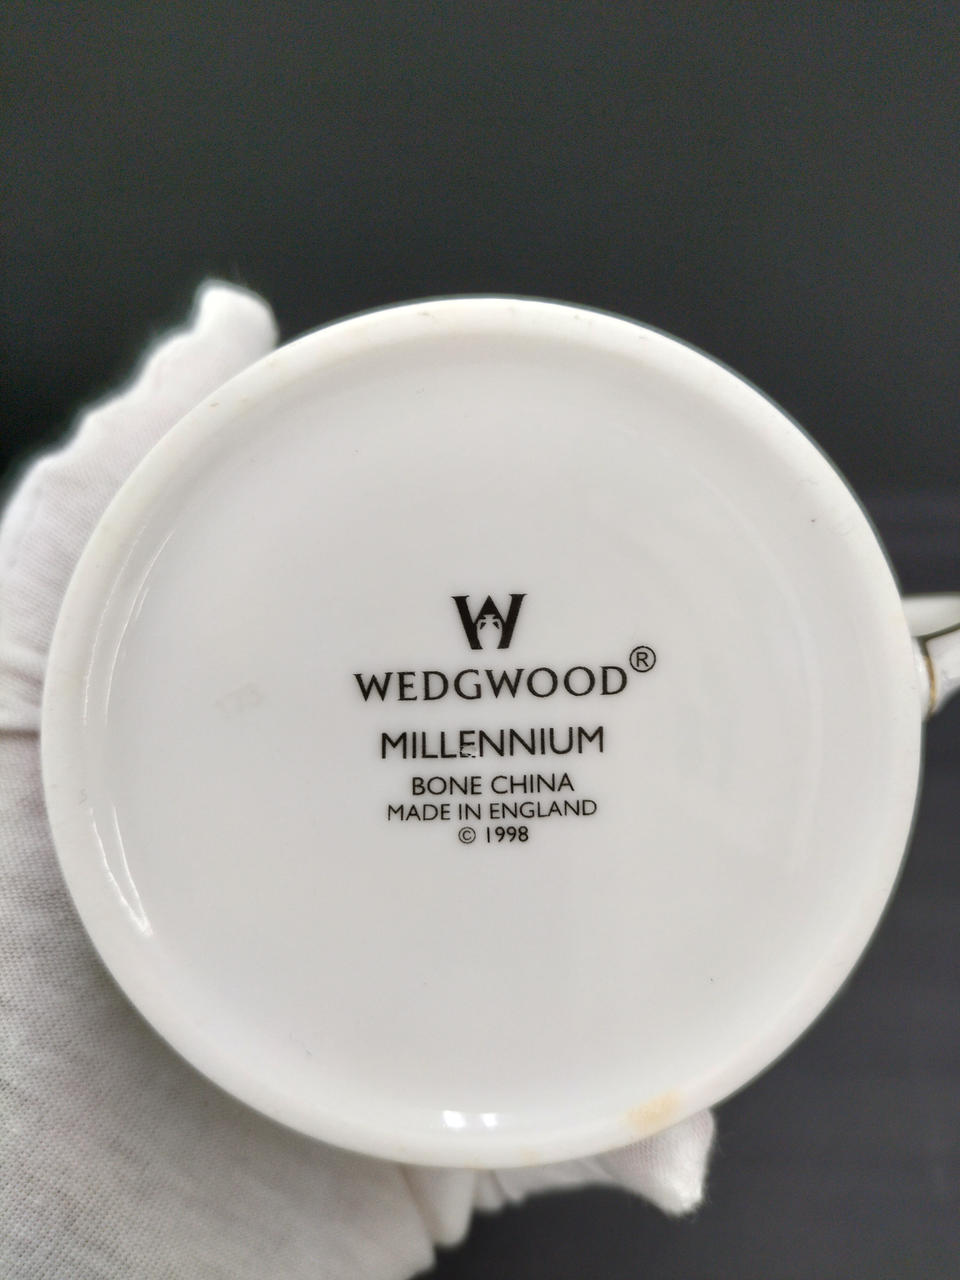 W
WEDGWOOD®
MILLENNIUM
BONE CHINA
MADE IN ENGLAND
© 1998